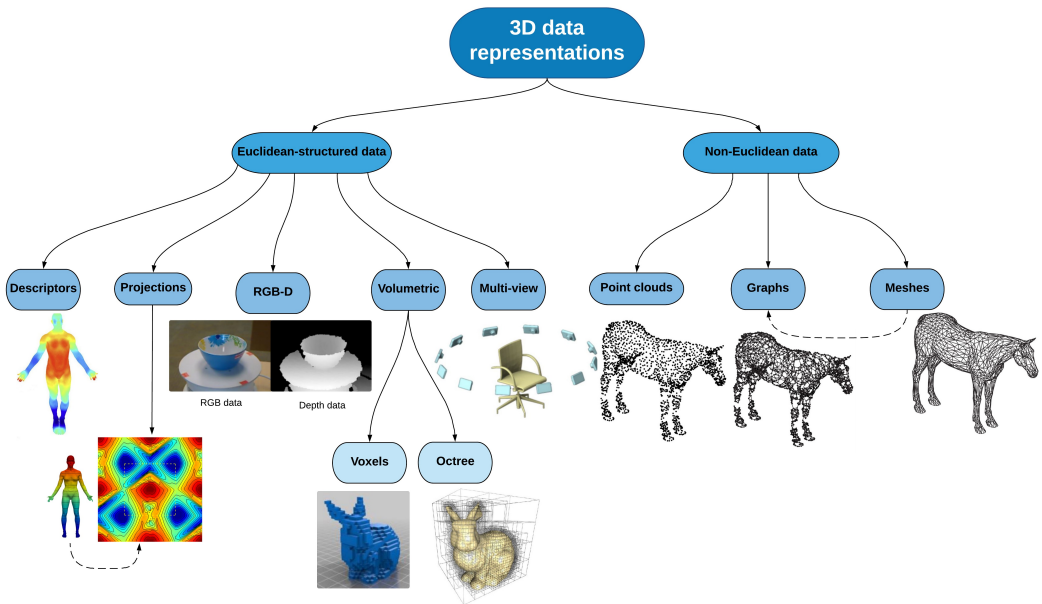 3D data
representations
Euclidean-structured data
Non-Euclidean data
Descriptors
Projections
RGB-D
Volumetric
Multi-view
Point clouds
Graphs
Meshes
RGB data
Depth data
Voxels
Octree